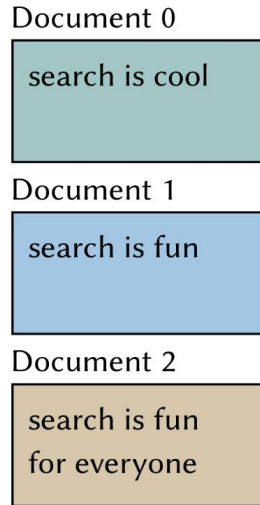 Document 0
search is cool
Document 1
search is fun
Document 2
search is fun
for everyone